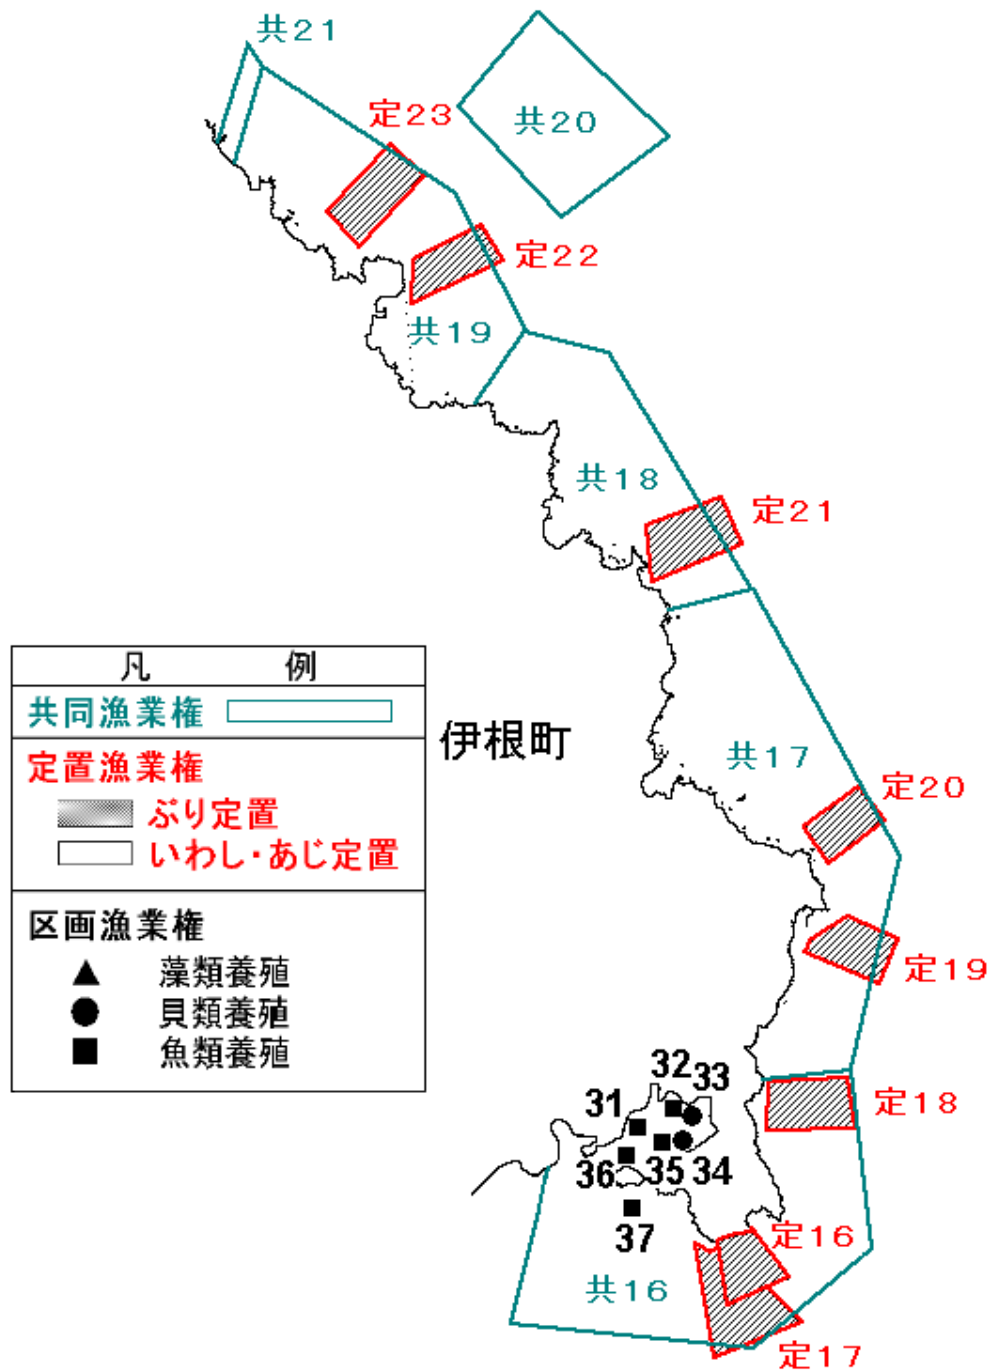 共21
定23
共20
定22
共19
共18
定21
凡 例
共同漁業権
定置漁業権
ぶり定置
いわし・あじ定置
区画漁業権
藻類養殖
貝類養殖
魚類養殖
伊根町
共17
定20
定19
32
33
31
定18
36
35
34
37
定16
共16
定17